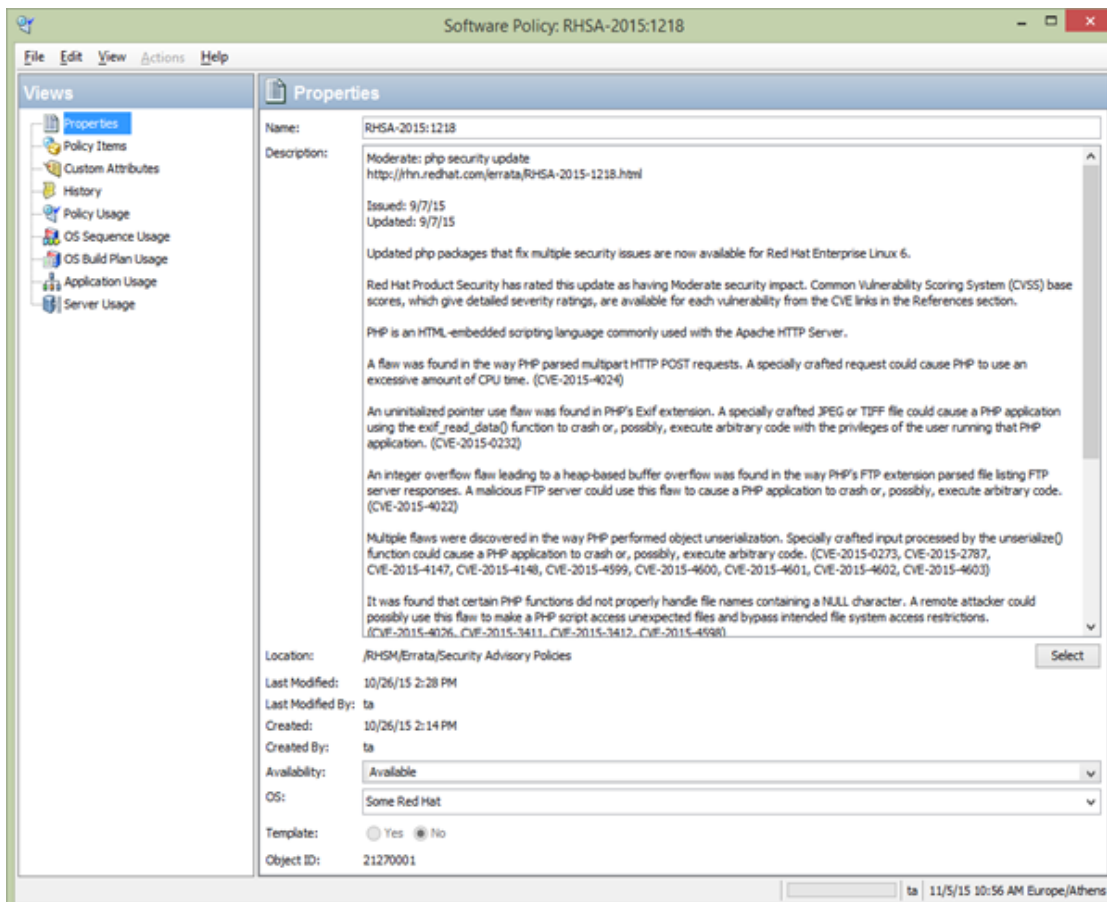 Software Policy: RHSA-2015:1218
File Edit View Actions Help
Views
Properties
Policy Items
Custom Attributes
History
Policy Usage
OS Sequence Usage
OS Build Plan Usage
Application Usage
Server Usage
Properties
Name: RHSA-2015:1218
Description: Moderate: php security update
http://rhn.redhat.com/errata/RHSA-2015-1218.html
Issued: 9/7/15
Updated: 9/7/15
Updated php packages that fix multiple security issues are now available for Red Hat Enterprise Linux 6.
Red Hat Product Security has rated this update as having Moderate security impact. Common Vulnerability Scoring System (CVSS) base
scores, which give detailed severity ratings, are available for each vulnerability from the CVE links in the References section.
PHP is an HTML-embedded scripting language commonly used with the Apache HTTP Server.
A flaw was found in the way PHP parsed multipart HTTP POST requests. A specially crafted request could cause PHP to use an
excessive amount of CPU time. (CVE-2015-4024)
An uninitialized pointer use flaw was found in PHP's Exif extension. A specially crafted JPEG or TIFF file could cause a PHP application
using the exif_read_data() function to crash or, possibly, execute arbitrary code with the privileges of the user running that PHP
application. (CVE-2015-0232)
An integer overflow flaw leading to a heap-based buffer overflow was found in the way PHP's FTP extension parsed file listing FTP
server responses. A malicious FTP server could use this flaw to cause a PHP application to crash or, possibly, execute arbitrary code.
(CVE-2015-4022)
Multiple flaws were discovered in the way PHP performed object unserialization. Specially crafted input processed by the unserialize()
function could cause a PHP application to crash or, possibly, execute arbitrary code. (CVE-2015-0273, CVE-2015-2787,
CVE-2015-4147, CVE-2015-4148, CVE-2015-4599, CVE-2015-4600, CVE-2015-4601, CVE-2015-4602, CVE-2015-4603)
It was found that certain PHP functions did not properly handle file names containing a NULL character. A remote attacker could
possibly use this flaw to make a PHP script access unexpected files and bypass intended file system access restrictions.
(CVE-2015-4026, CVE-2015-3411, CVE-2015-3412, CVE-2015-4598)
Location: /RHSM/Errata/Security Advisory Policies Select
Last Modified: 10/26/15 2:28 PM
Last Modified By: ta
Created: 10/26/15 2:14 PM
Created By: ta
Availability: Available
OS: Some Red Hat
Template: Yes No
Object ID: 21270001
ta 11/5/15 10:56 AM Europe/Athens